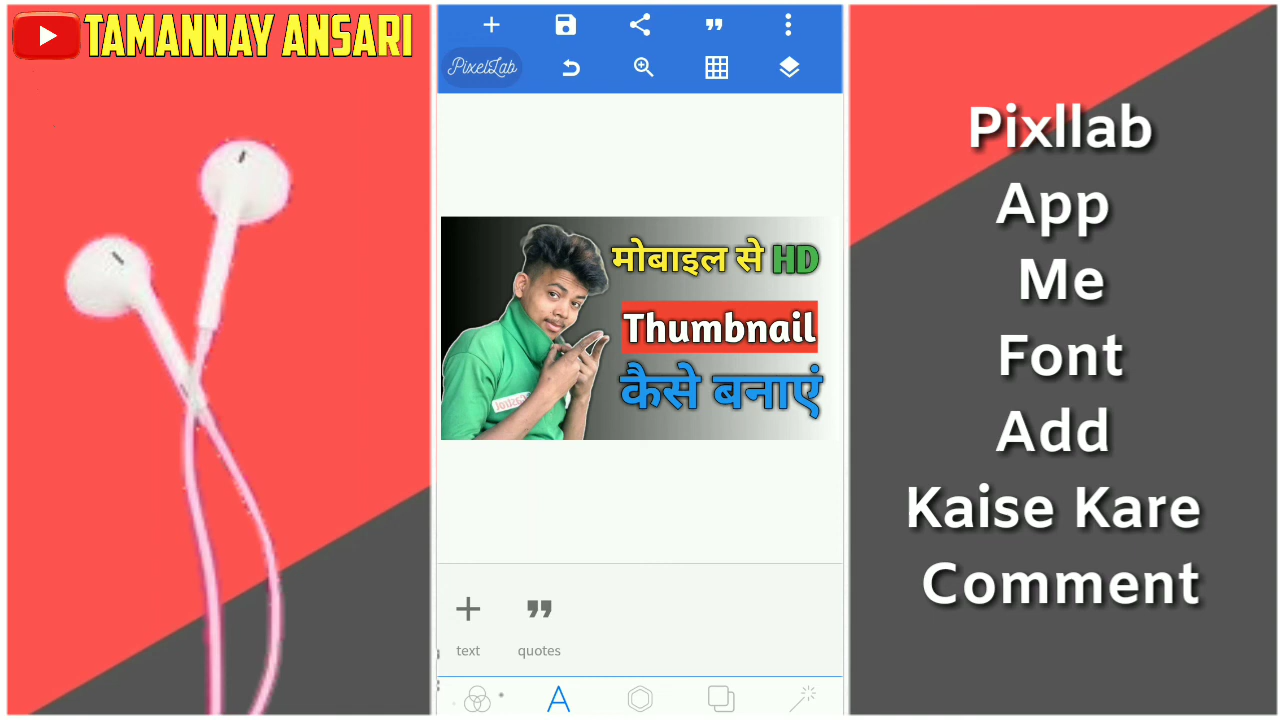 TAMANNAY ANSARI
PixelLab
मोबाइल से HD
Thumbnail
कैसे बनाएं
text
quotes
Pixllab
App
Me
Font
Add
Kaise Kare
Comment